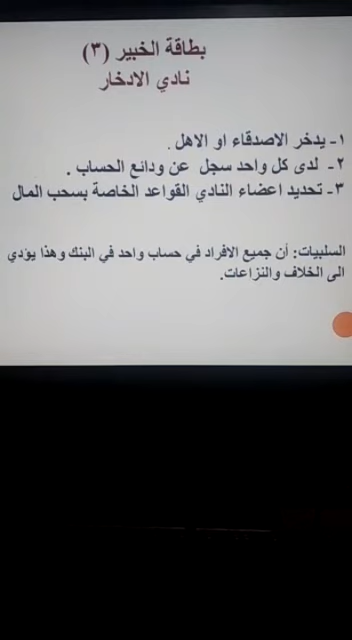 بطاقة الخبير (٣)
نادي الادخار
١- يدخر الاصدقاء او الاهل .
٢- لدى كل واحد سجل عن ودائع الحساب .
٣- تحديد اعضاء النادي القواعد الخاصة بسحب المال
السلبيات: أن جميع الافراد في حساب واحد في البنك وهذا يؤدي
الى الخلاف والنزاعات.